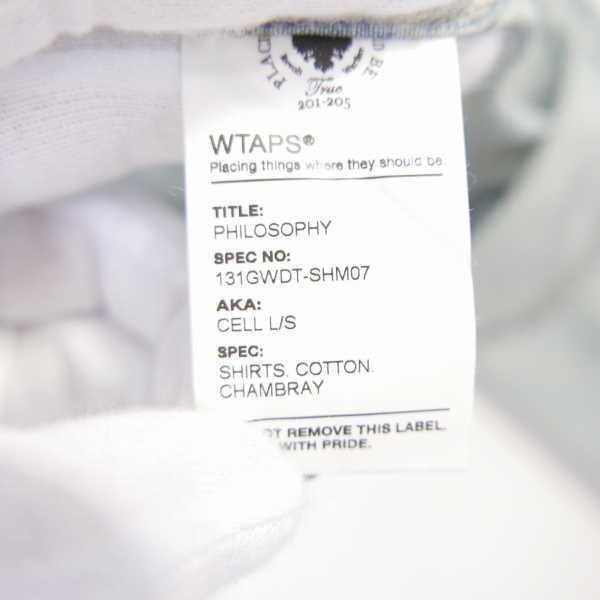 True
201-205
WTAPS®
Placing things where they should be.
TITLE:
PHILOSOPHY
SPEC NO:
131GWDT-SHM07
AKA:
CELL L/S
SPEC:
SHIRTS. COTTON.
CHAMBRAY
REMOVE THIS LABEL.
WITH PRIDE.